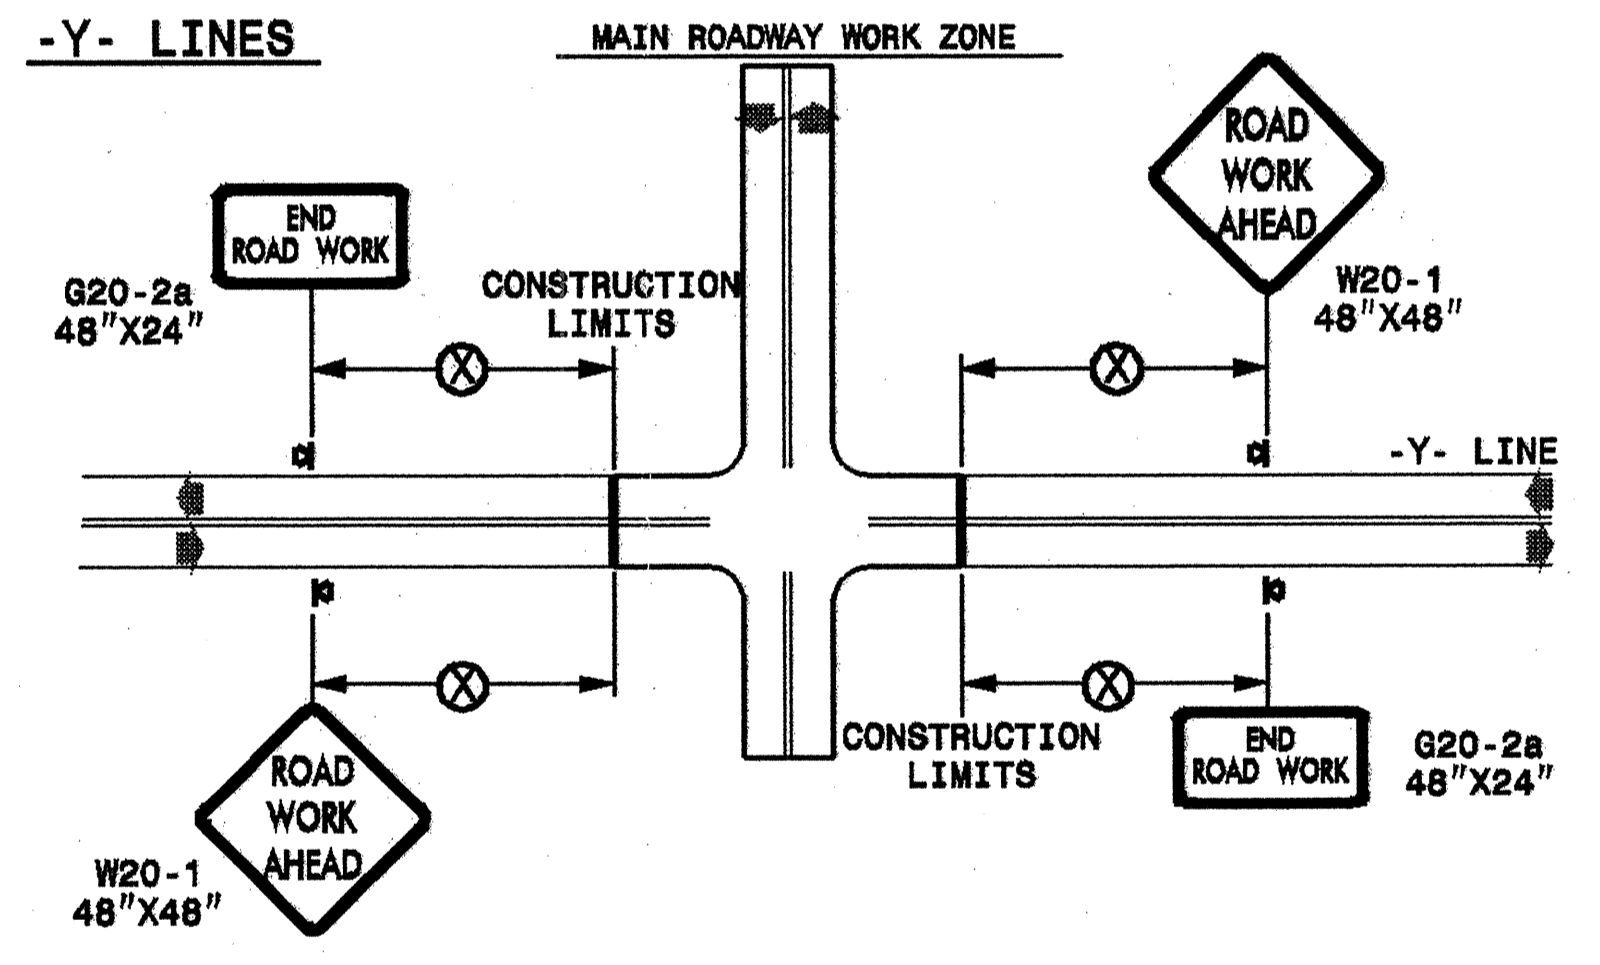 -Y- LINES
MAIN ROADWAY WORK ZONE
ROAD
WORK
AHEAD
W20-1
48"X48"
END
ROAD WORK
G20-2a
48"X24"
CONSTRUCTION
LIMITS
X
X
-Y- LINE
X
X
ROAD
WORK
AHEAD
W20-1
48"X48"
CONSTRUCTION
LIMITS
END
ROAD WORK
G20-2a
48"X24"